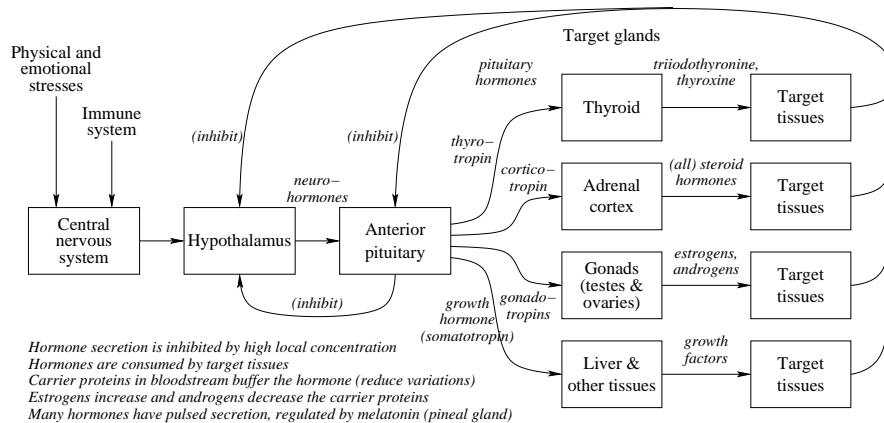 Target glands
Physical and
emotional
stresses
Immune
system
pituitary
hormones
triiodothyronine,
thyroxine
Thyroid
Target
tissues
(inhibit)
(inhibit)
thyro–
tropin
neuro–
hormones
cortico–
tropin
Adrenal
cortex
(all) steroid
hormones
Target
tissues
Central
nervous
system
Hypothalamus
Anterior
pituitary
(inhibit)
growth
hormone
(somatotropin)
gonado–
tropins
Gonads
(testes &
ovaries)
estrogens,
androgens
Target
tissues
Liver &
other tissues
growth
factors
Target
tissues
Hormone secretion is inhibited by high local concentration
Hormones are consumed by target tissues
Carrier proteins in bloodstream buffer the hormone (reduce variations)
Estrogens increase and androgens decrease the carrier proteins
Many hormones have pulsed secretion, regulated by melatonin (pineal gland)